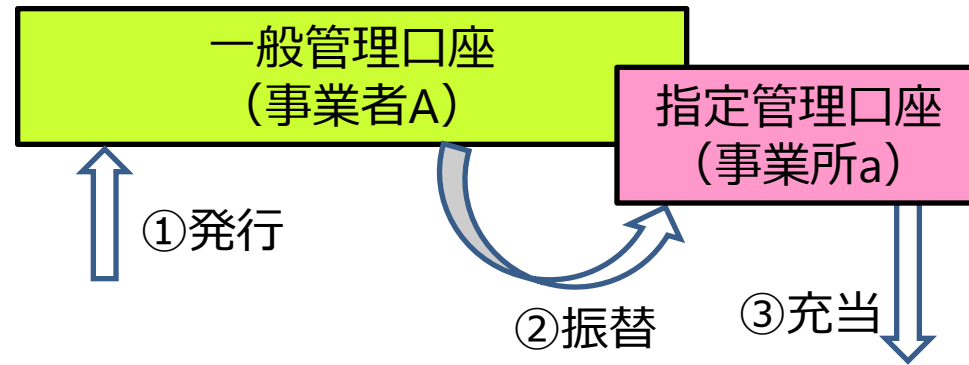 一般管理口座
（事業者A）
指定管理口座
（事業所a）
①発行
②振替
③充当